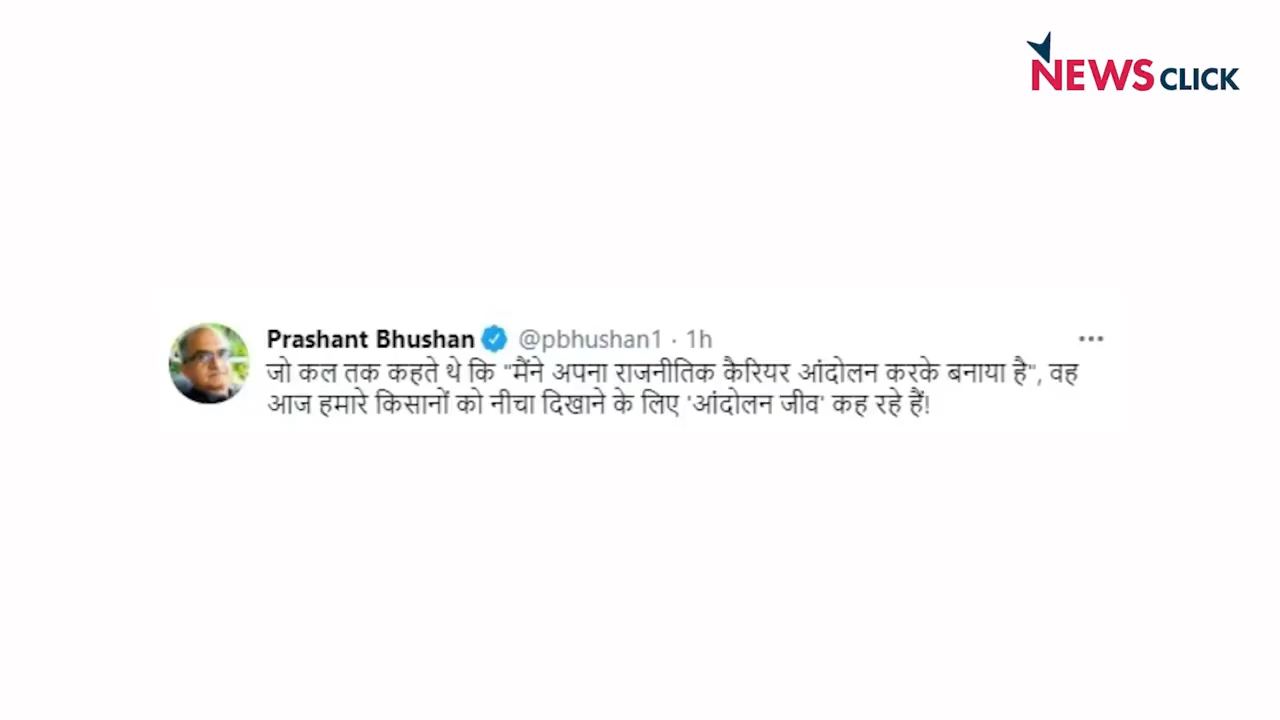 NEWS CLICK
Prashant Bhushan @pbhushan1 · 1h
जो कल तक कहते थे कि "मैंने अपना राजनीतिक कैरियर आंदोलन करके बनाया है", वह
आज हमारे किसानों को नीचा दिखाने के लिए 'आंदोलन जीव' कह रहे हैं!